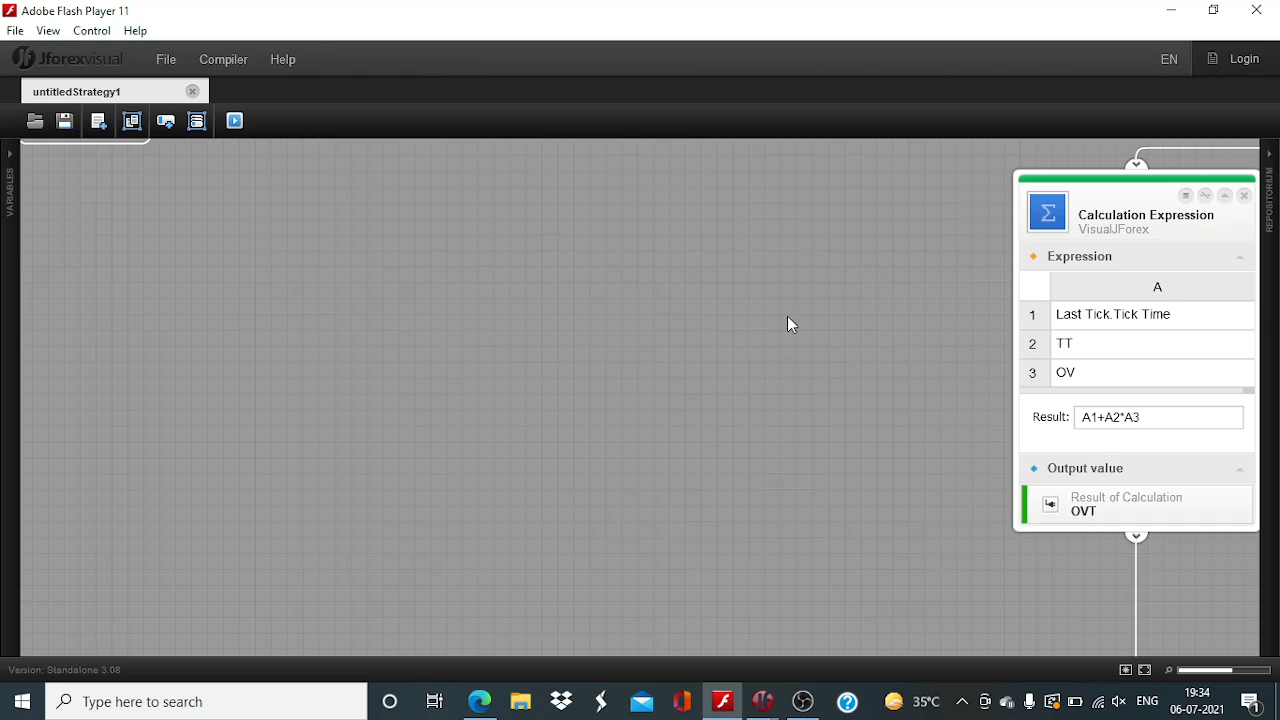 Adobe Flash Player 11
File View Control Help
Jforexvisual File Compiler Help EN Login
untitledStrategy1
VARIABLES
REPOSITORIUM
Calculation Expression
VisualJForex
Expression
A
1 Last Tick.Tick Time
2 TT
3 OV
Result: A1+A2*A3
Output value
Result of Calculation
OVT
Version: Standalone 3.08
Type here to search
35°C
ENG
19:34
06-07-2021
1